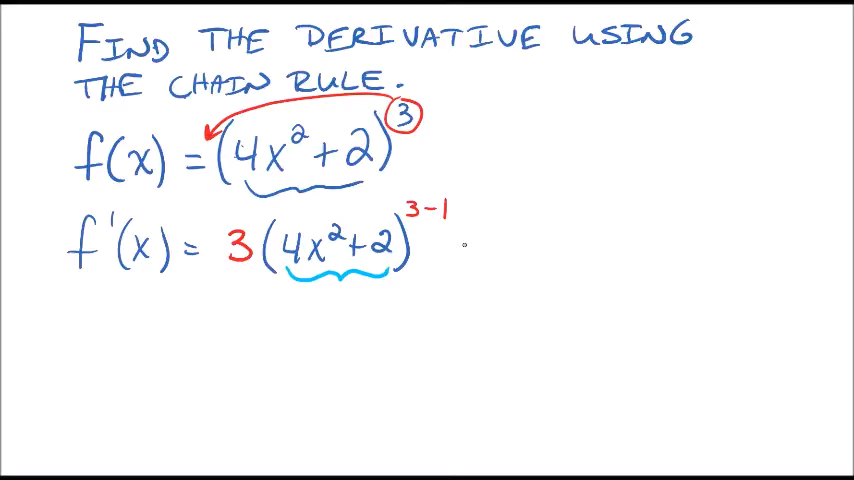 FIND THE DERIVATIVE USING
THE CHAIN RULE.
f(x) = (4x²+2)³
f'(x) = 3(4x²+2)³⁻¹